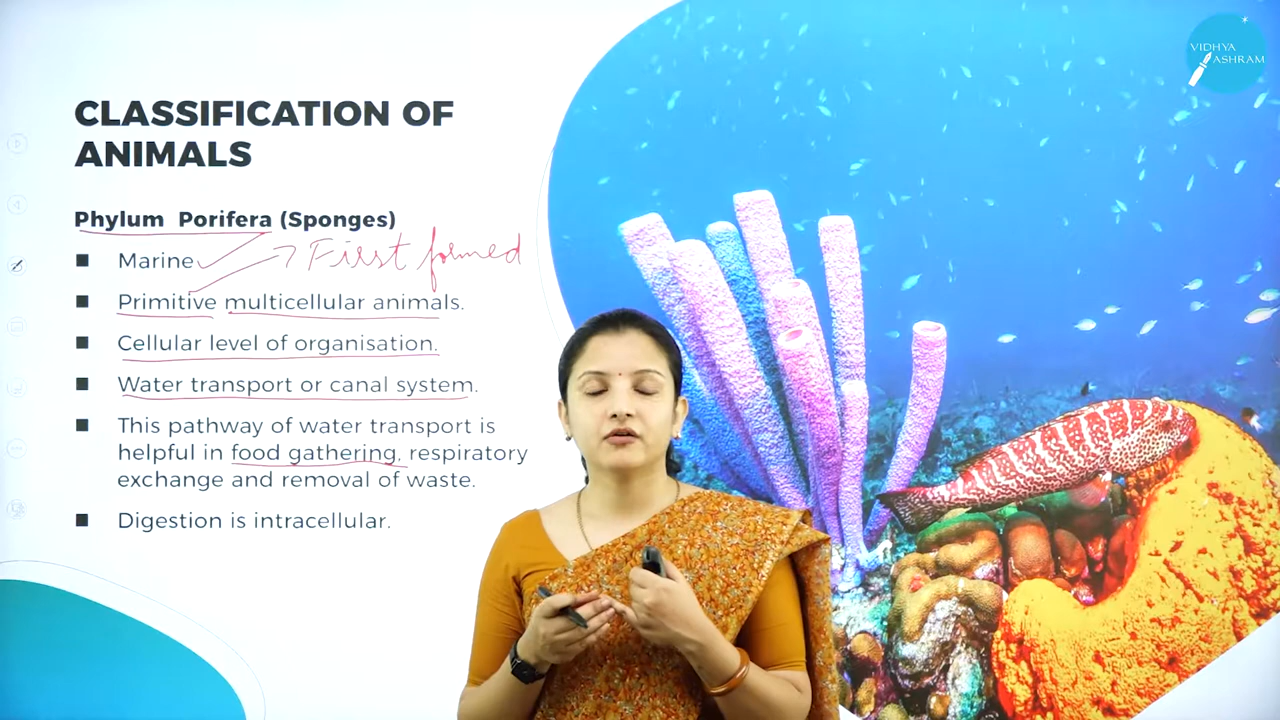 VIDHYA
ASHRAM
CLASSIFICATION OF
ANIMALS
Phylum Porifera (Sponges)
■ Marine
First formed
■ Primitive multicellular animals.
■ Cellular level of organisation.
■ Water transport or canal system.
■ This pathway of water transport is
helpful in food gathering, respiratory
exchange and removal of waste.
■ Digestion is intracellular.